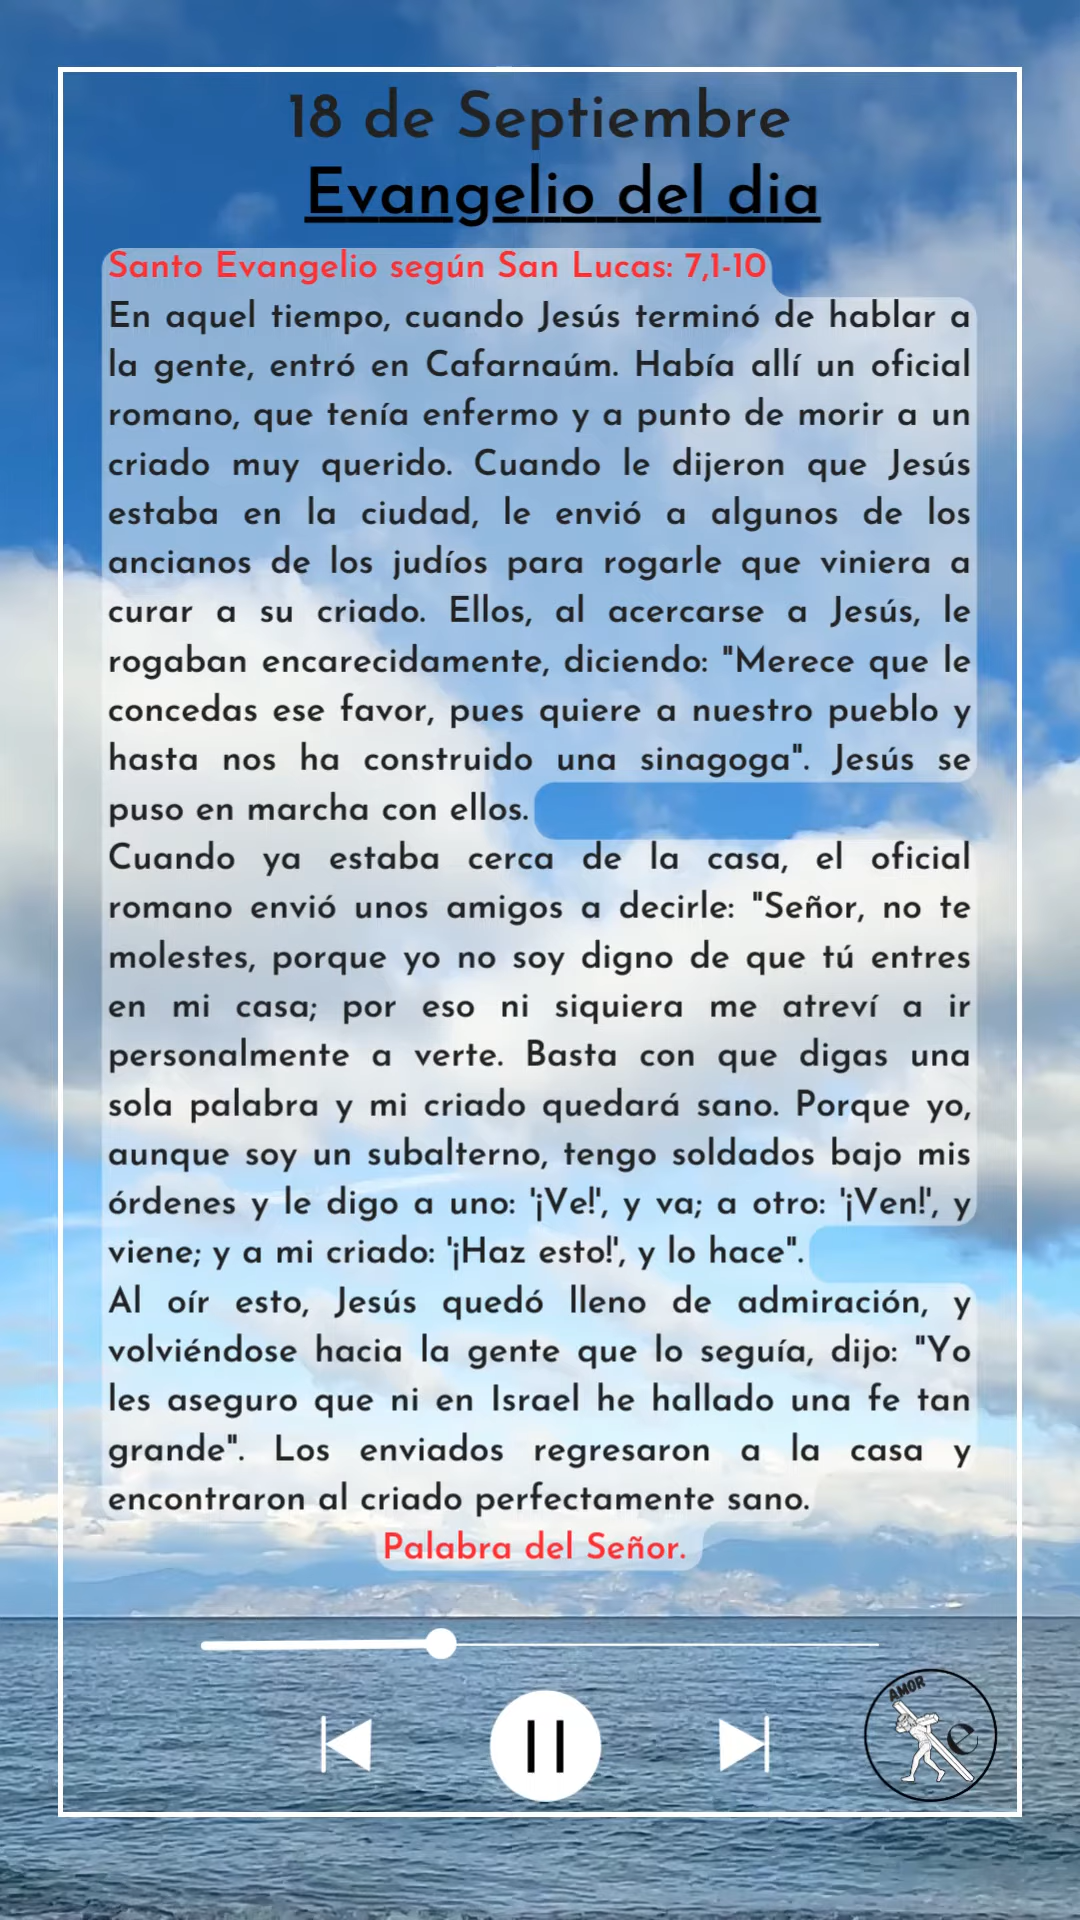 18 de Septiembre
Evangelio del dia
Santo Evangelio según San Lucas: 7,1-10
En aquel tiempo, cuando Jesús terminó de hablar a
la gente, entró en Cafarnaúm. Había allí un oficial
romano, que tenía enfermo y a punto de morir a un
criado muy querido. Cuando le dijeron que Jesús
estaba en la ciudad, le envió a algunos de los
ancianos de los judíos para rogarle que viniera a
curar a su criado. Ellos, al acercarse a Jesús, le
rogaban encarecidamente, diciendo: "Merece que le
concedas ese favor, pues quiere a nuestro pueblo y
hasta nos ha construido una sinagoga". Jesús se
puso en marcha con ellos.
Cuando ya estaba cerca de la casa, el oficial
romano envió unos amigos a decirle: "Señor, no te
molestes, porque yo no soy digno de que tú entres
en mi casa; por eso ni siquiera me atreví a ir
personalmente a verte. Basta con que digas una
sola palabra y mi criado quedará sano. Porque yo,
aunque soy un subalterno, tengo soldados bajo mis
órdenes y le digo a uno: '¡Ve!', y va; a otro: '¡Ven!', y
viene; y a mi criado: '¡Haz esto!', y lo hace".
Al oír esto, Jesús quedó lleno de admiración, y
volviéndose hacia la gente que lo seguía, dijo: "Yo
les aseguro que ni en Israel he hallado una fe tan
grande". Los enviados regresaron a la casa y
encontraron al criado perfectamente sano.
Palabra del Señor.
AMOR
e